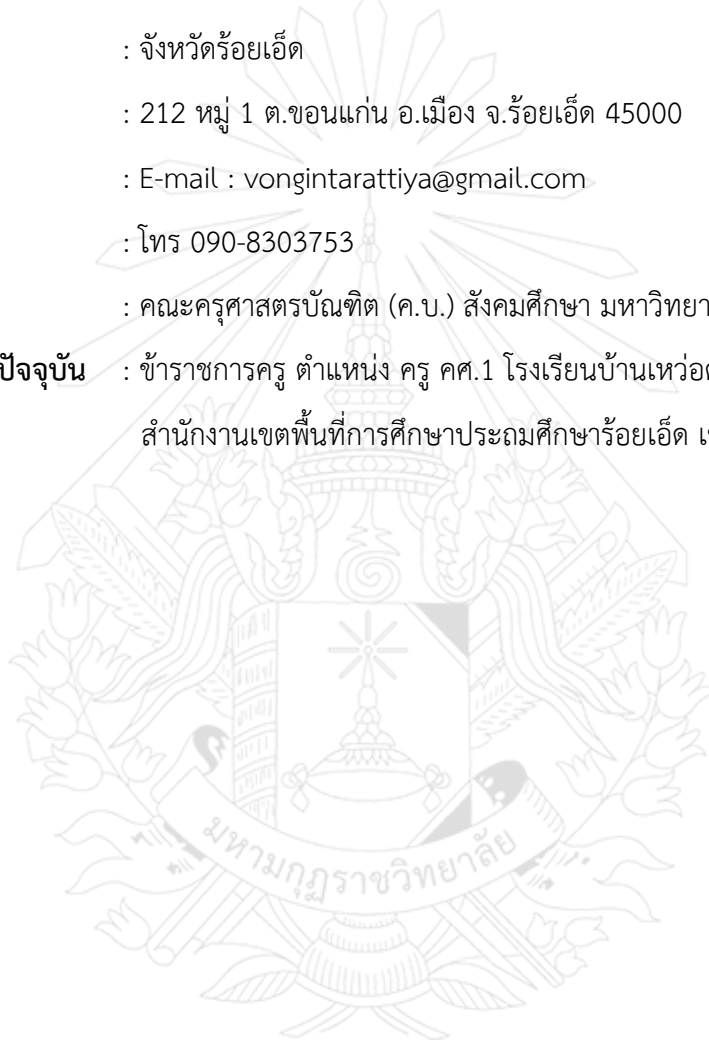 : จังหวัดร้อยเอ็ด
: 212 หมู่ 1 ต.ขอนแก่น อ.เมือง จ.ร้อยเอ็ด 45000
: E-mail : vongintarattiya@gmail.com
: โทร 090-8303753
: คณะครุศาสตรบัณฑิต (ค.บ.) สังคมศึกษา มหาวิทยา
ปัจจุบัน : ข้าราชการครู ตำแหน่ง ครู คศ.1 โรงเรียนบ้านเหว่อ
สำนักงานเขตพื้นที่การศึกษาประถมศึกษาร้อยเอ็ด
มหามกุฏราชวิทยาลัย